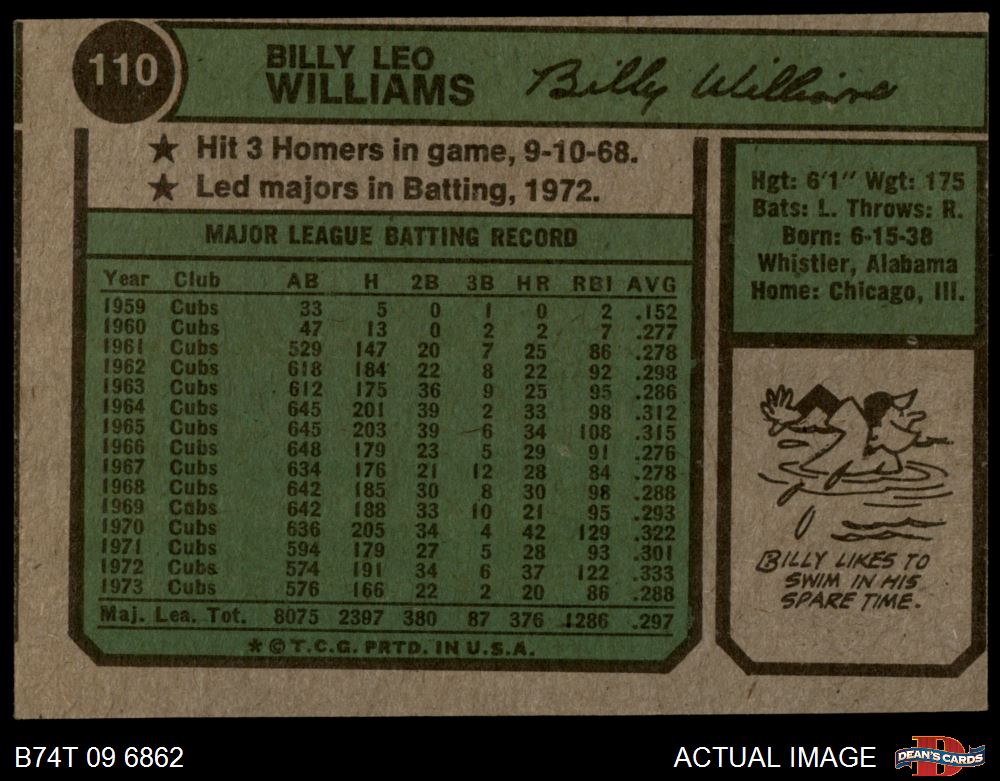 110
BILLY LEO
WILLIAMS
Billy Williams
★ Hit 3 Homers in game, 9-10-68.
★ Led majors in Batting, 1972.
MAJOR LEAGUE BATTING RECORD
Year Club AB H 2B 3B HR RBI AVG
1959 Cubs 33 5 0 1 0 2 .152
1960 Cubs 47 13 0 2 2 7 .277
1961 Cubs 529 147 20 7 25 86 .278
1962 Cubs 618 184 22 8 22 92 .298
1963 Cubs 612 175 36 9 25 95 .286
1964 Cubs 645 201 39 2 33 98 .312
1965 Cubs 645 203 39 6 34 108 .315
1966 Cubs 648 179 23 5 29 91 .276
1967 Cubs 634 176 21 12 28 84 .278
1968 Cubs 642 185 30 8 30 98 .288
1969 Cubs 642 188 33 10 21 95 .293
1970 Cubs 636 205 34 4 42 129 .322
1971 Cubs 594 179 27 5 28 93 .301
1972 Cubs 574 191 34 6 37 122 .333
1973 Cubs 576 166 22 2 20 86 .288
Maj. Lea. Tot. 8075 2397 380 87 376 1286 .297
* © T.C.G. PRTD. IN U.S.A.
Hgt: 6'1" Wgt: 175
Bats: L. Throws: R.
Born: 6-15-38
Whistler, Alabama
Home: Chicago, Ill.
BILLY LIKES TO
SWIM IN HIS
SPARE TIME.
B74T 09 6862
ACTUAL IMAGE
D
DEAN'S CARDS